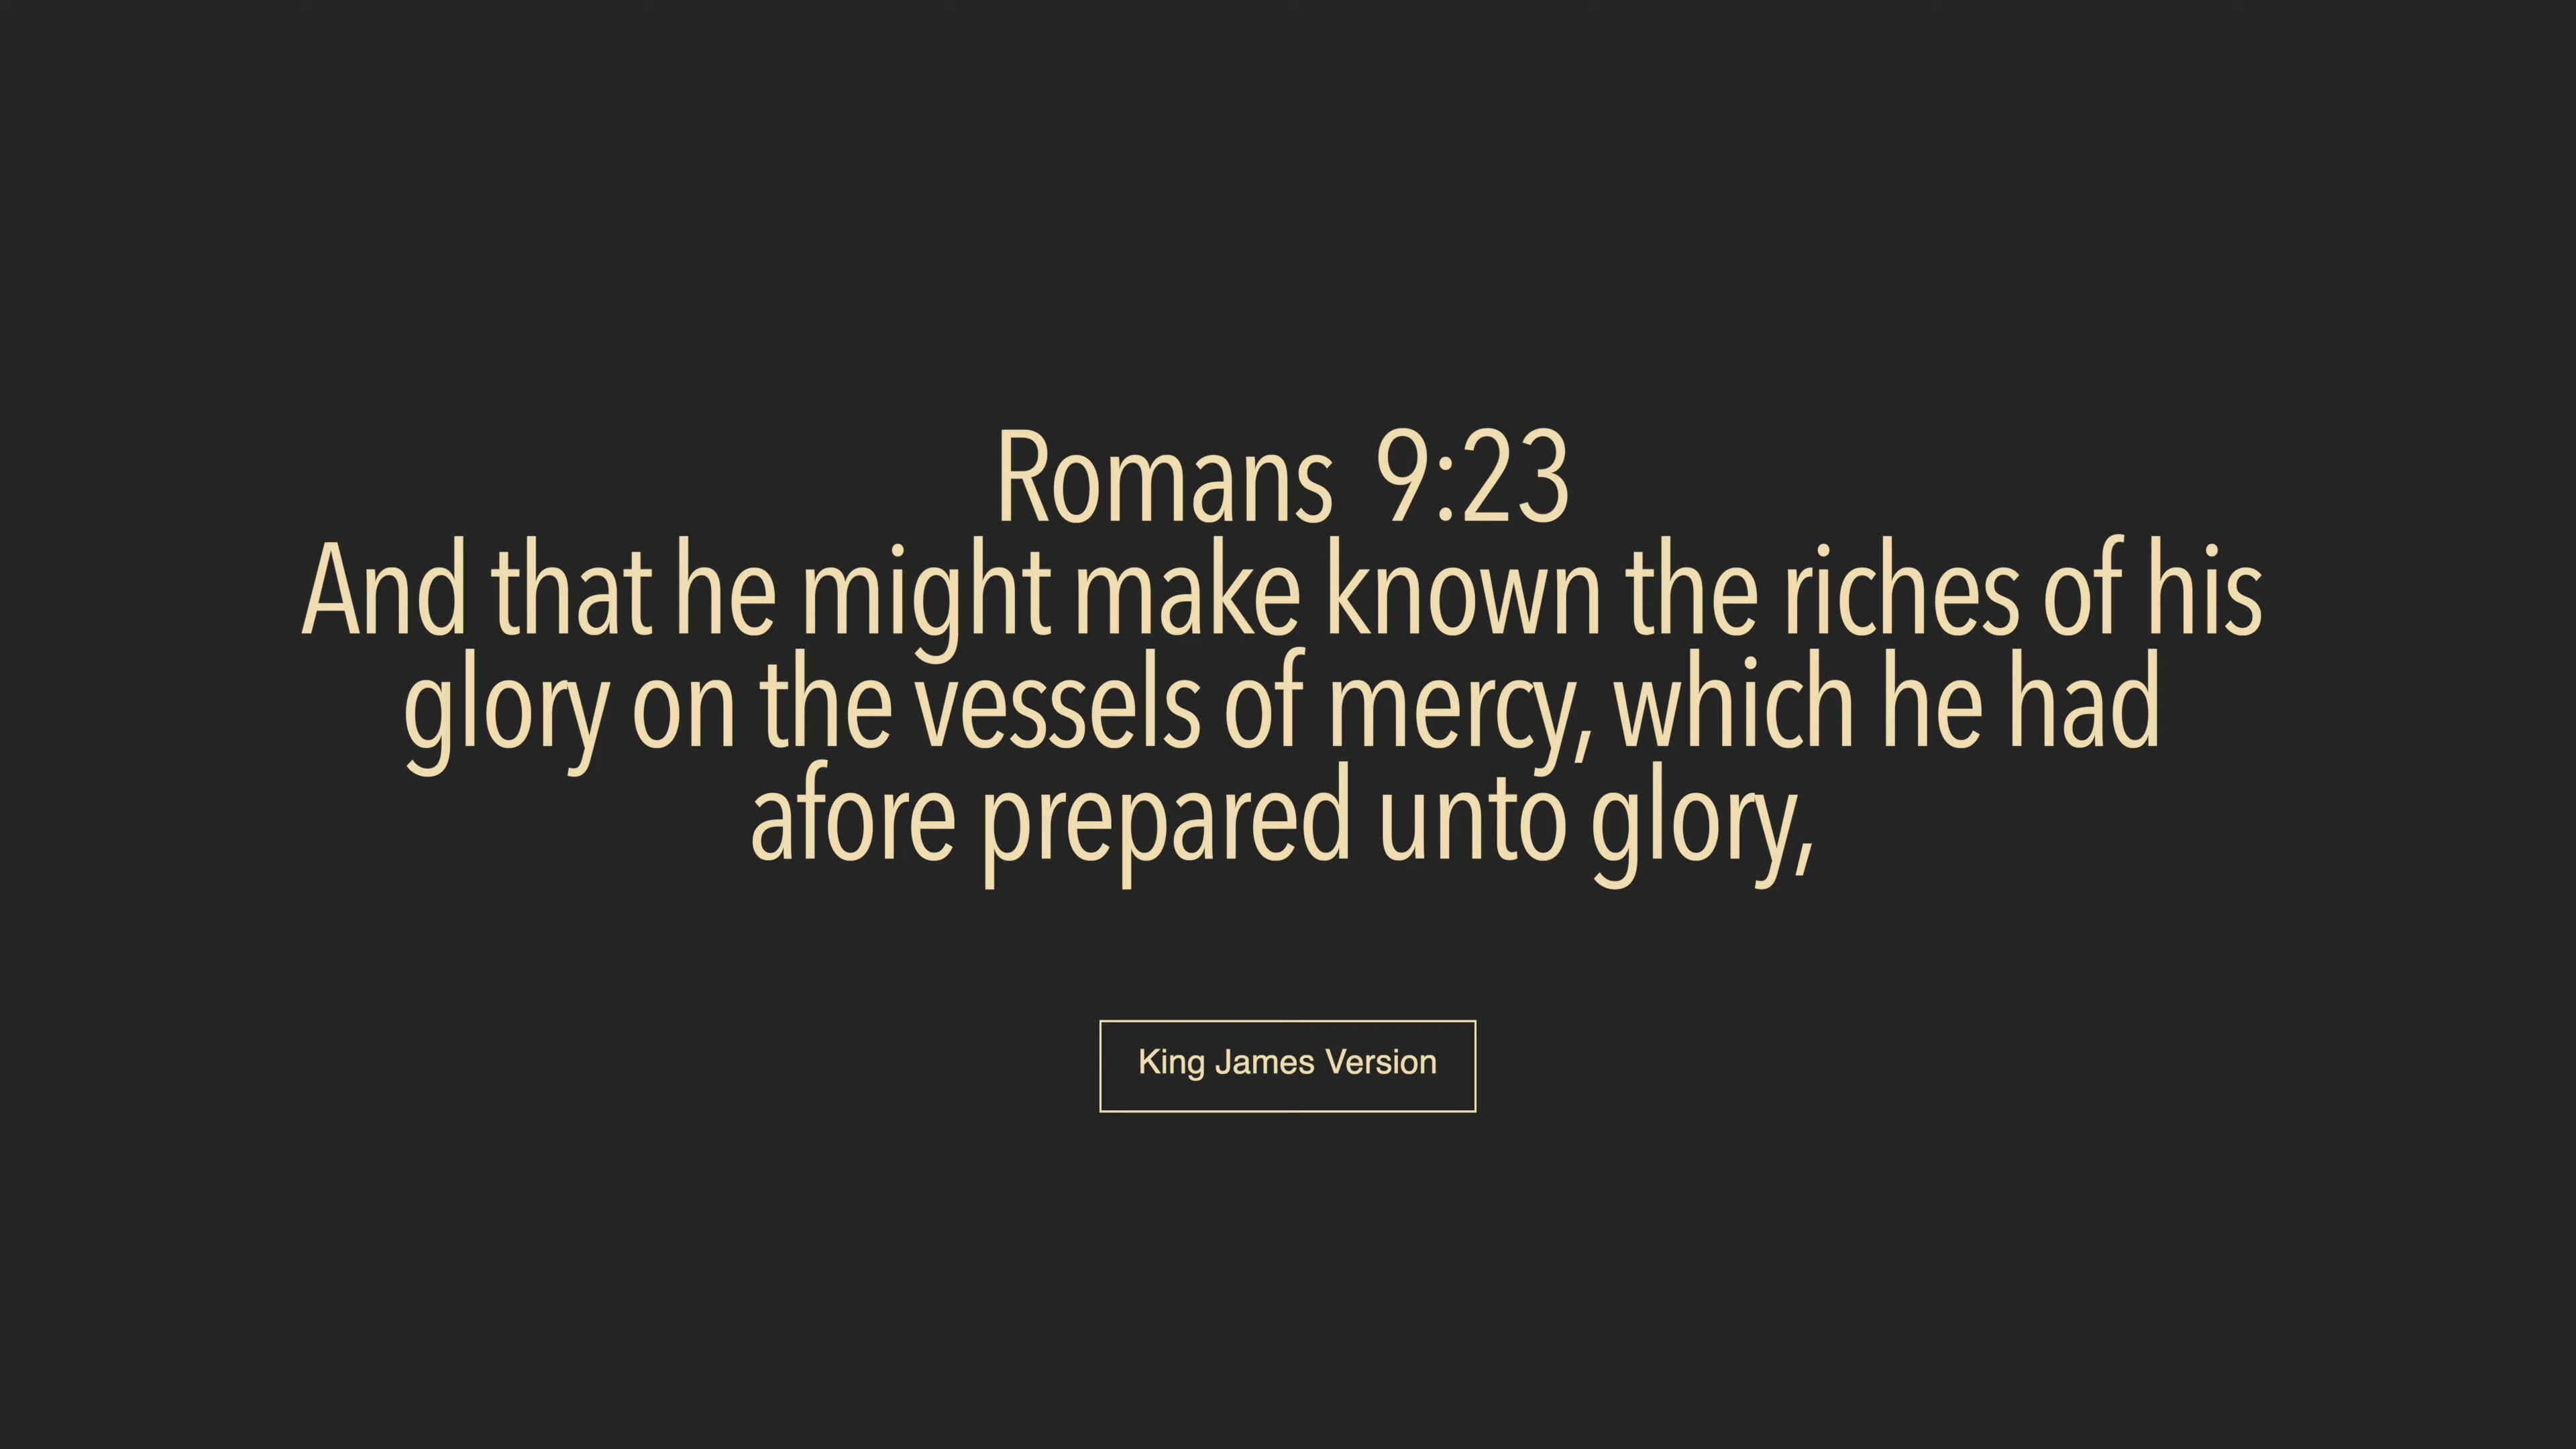 Romans 9:23
And that he might make known the riches of his
glory on the vessels of mercy, which he had
afore prepared unto glory,
King James Version